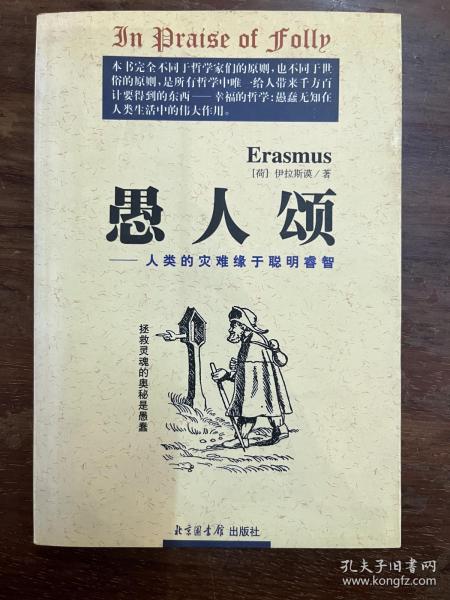 In Praise of Folly
本书完全不同于哲学家们的原则，也不同于世
俗的原则，是所有哲学中唯一给人带来千方百
计要得到的东西——幸福的哲学：愚蠢无知在
人类生活中的伟大作用。
Erasmus
［荷］伊拉斯谟／著
愚人颂
——人类的灾难缘于聪明睿智
拯救灵魂的奥秘是愚蠢
北京图书馆 出版社
孔夫子旧书网
www.kongfz.com